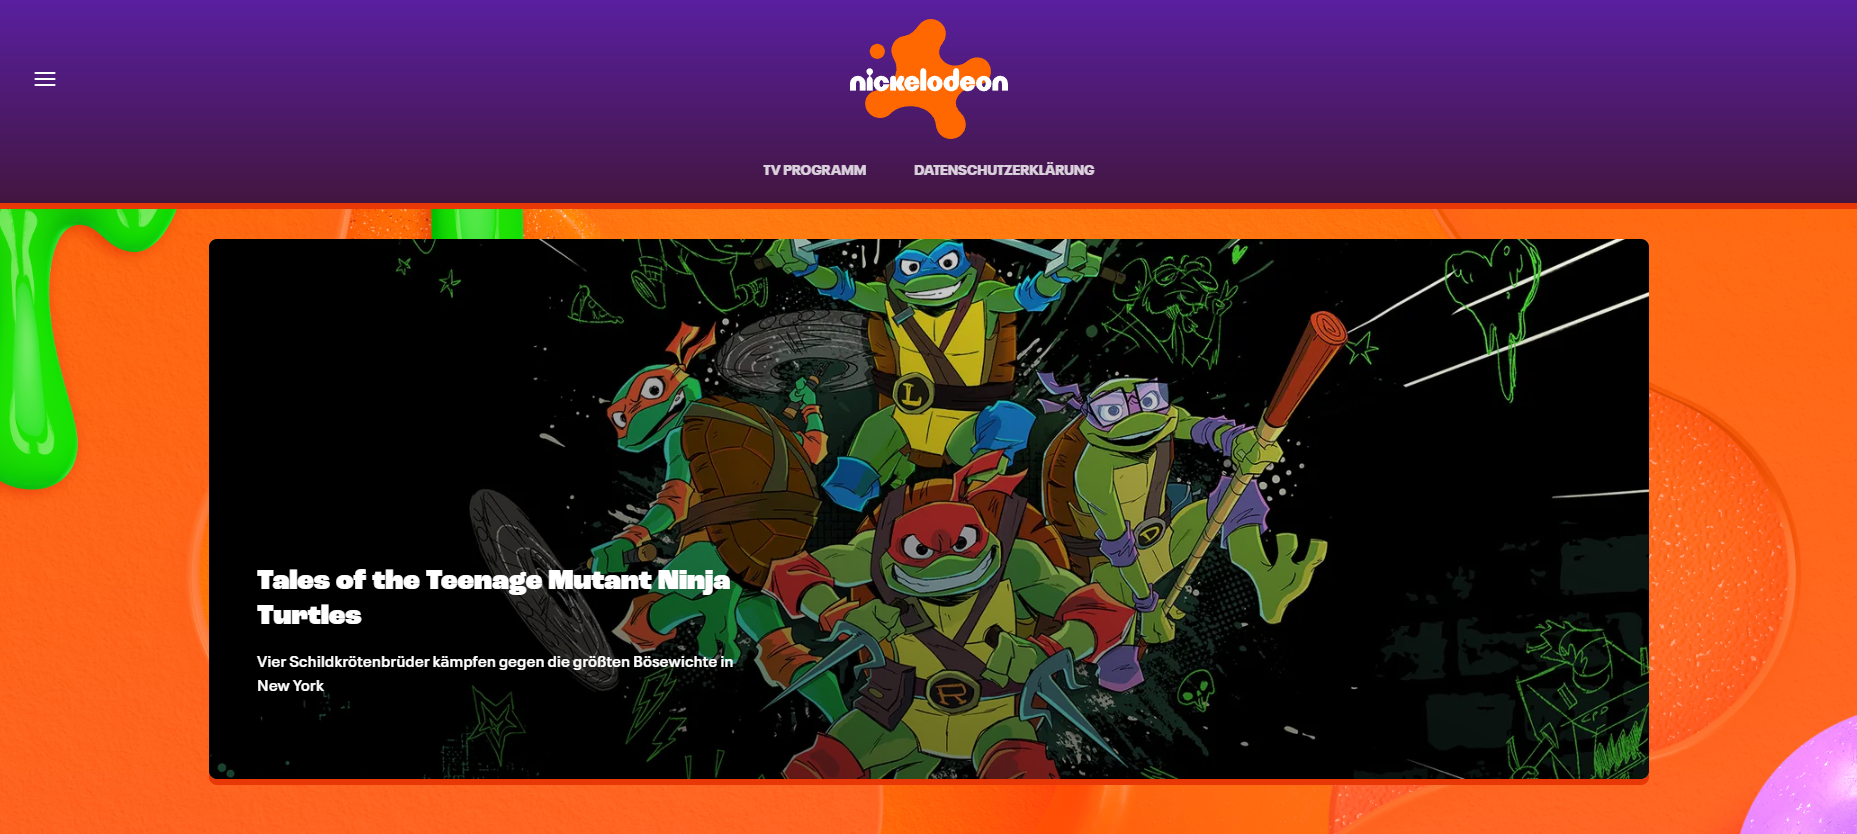 nickelodeon
TV PROGRAMM
DATENSCHUTZERKLÄRUNG
L
D
R
CFO
Tales of the Teenage Mutant Ninja
Turtles
Vier Schildkrötenbrüder kämpfen gegen die größten Bösewichte in
New York